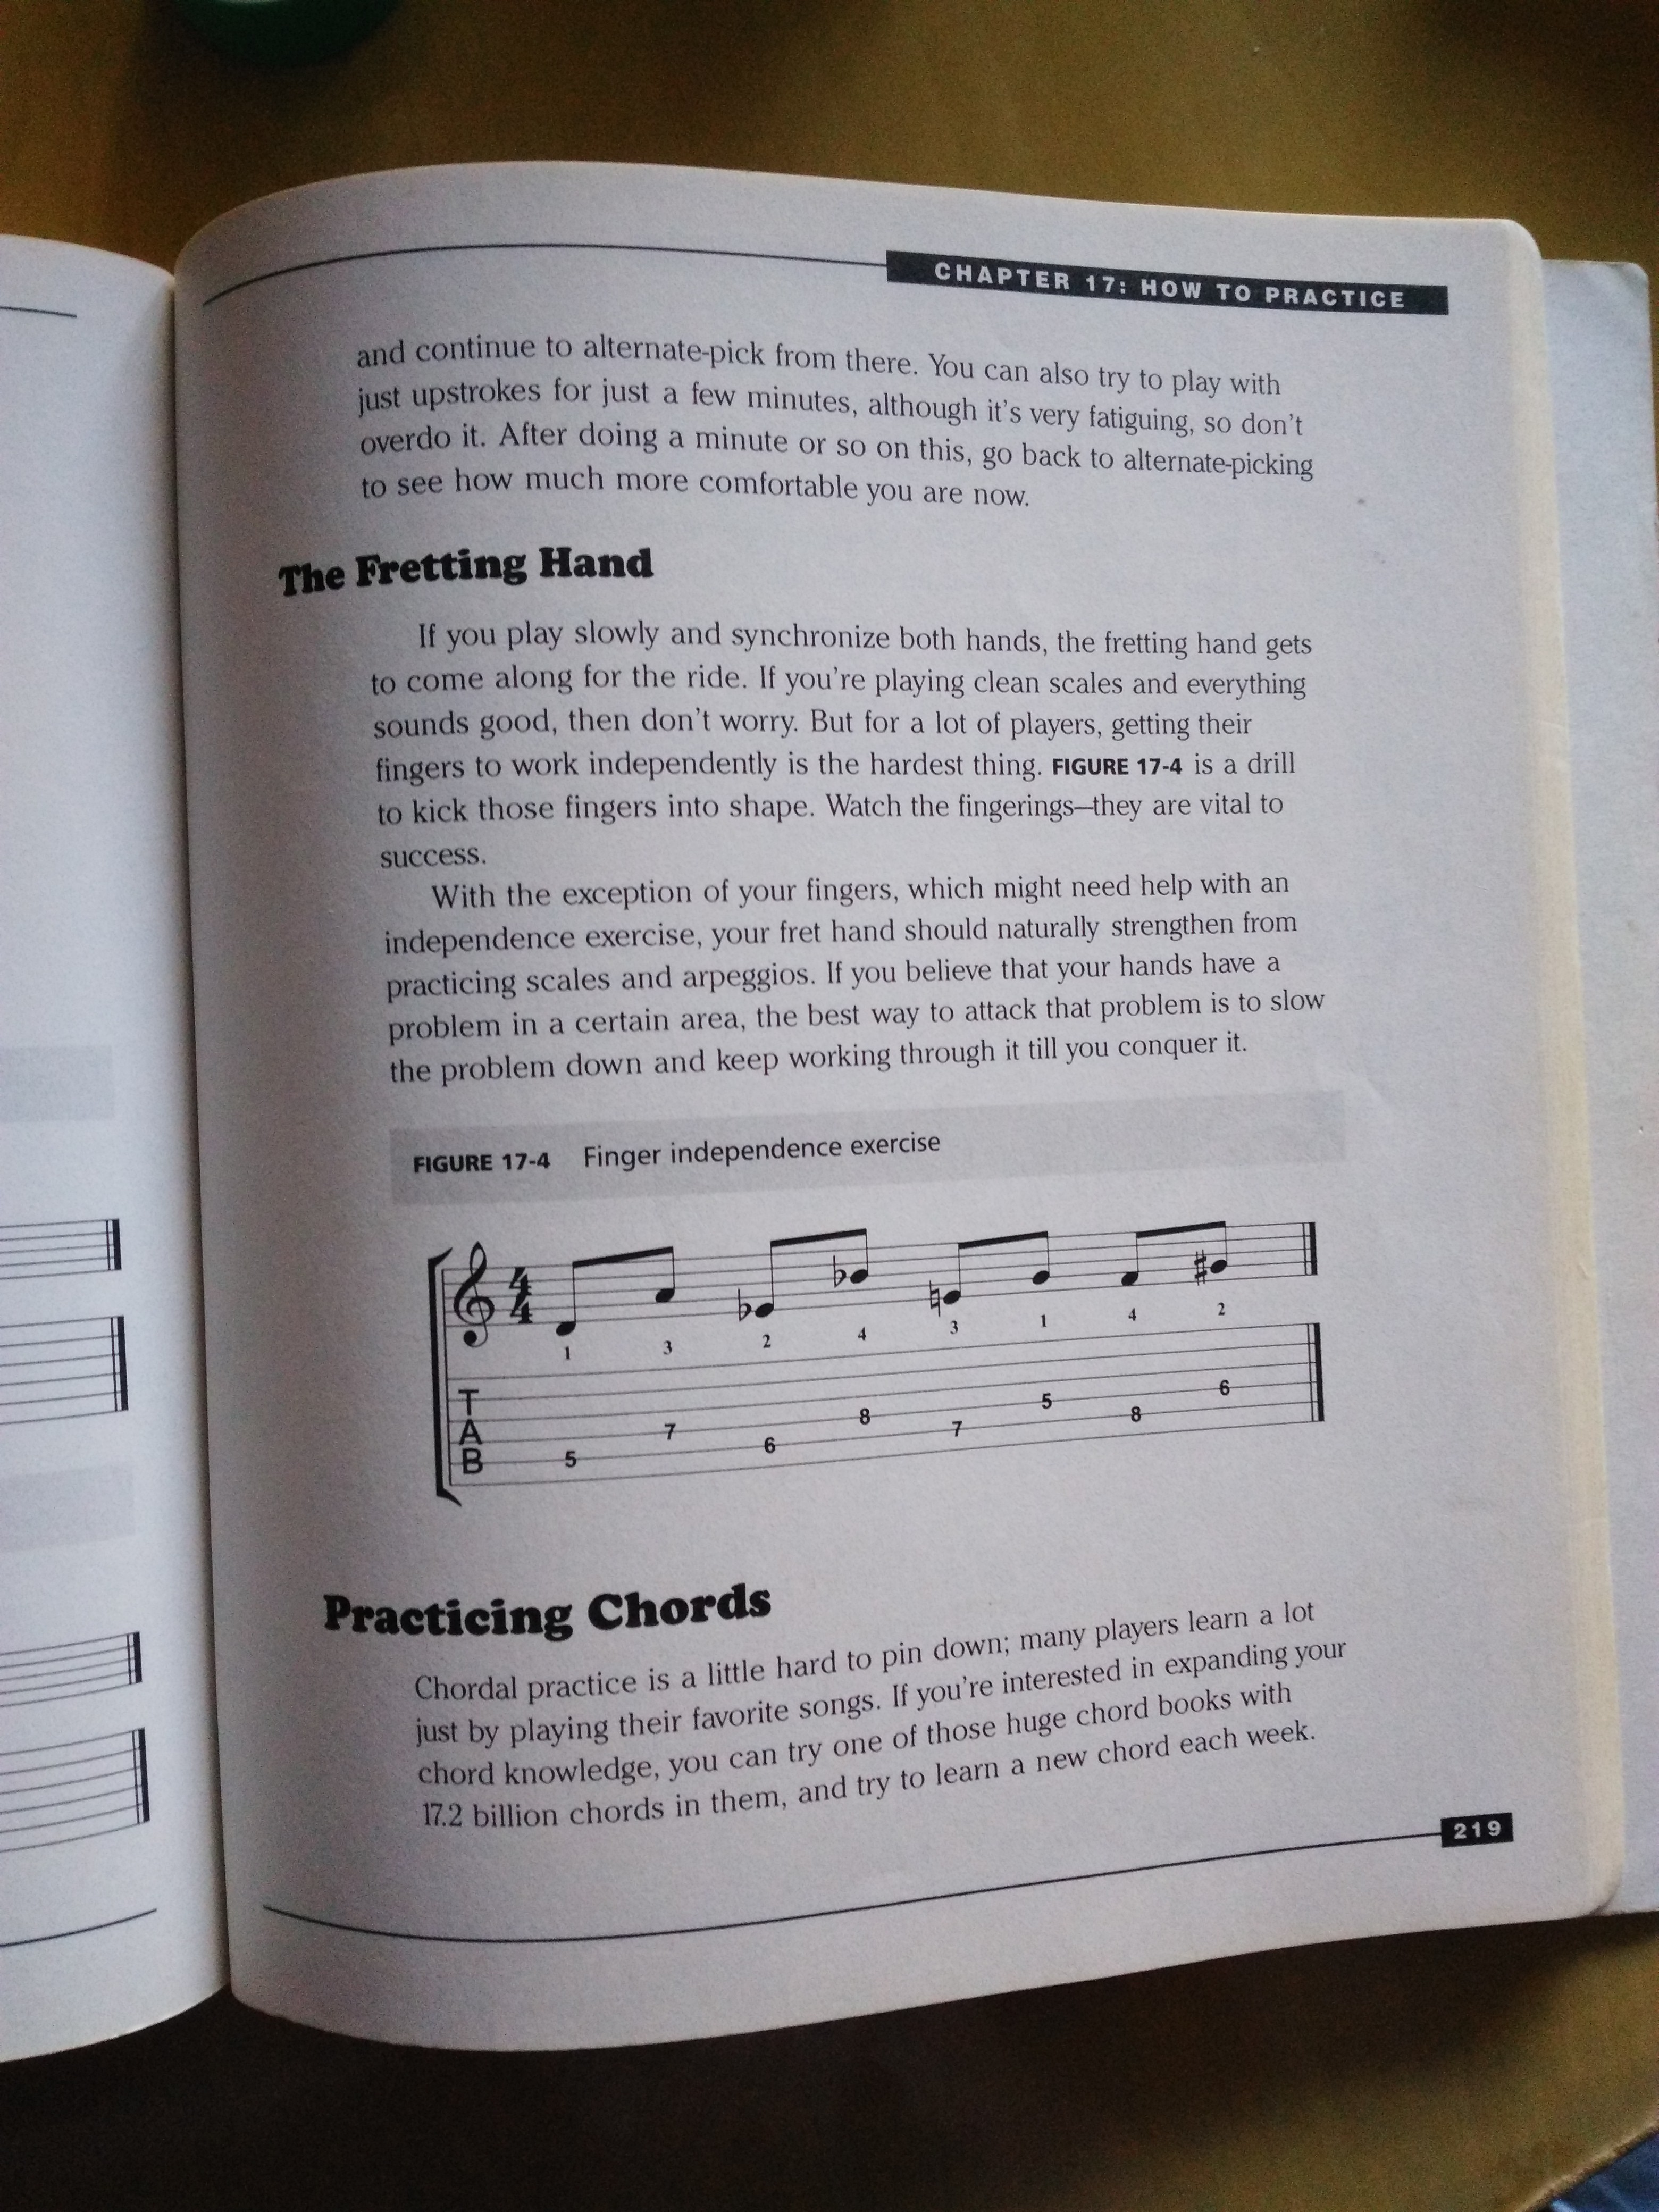 CHAPTER 17: HOW TO PRACTICE
and continue to alternate-pick from there. You can also try to play with
just upstrokes for just a few minutes, although it's very fatiguing, so don't
overdo it. After doing a minute or so on this, go back to alternate-picking
to see how much more comfortable you are now.
The Fretting Hand
If you play slowly and synchronize both hands, the fretting hand gets
to come along for the ride. If you're playing clean scales and everything
sounds good, then don't worry. But for a lot of players, getting their
fingers to work independently is the hardest thing. FIGURE 17-4 is a drill
to kick those fingers into shape. Watch the fingerings—they are vital to
success.
With the exception of your fingers, which might need help with an
independence exercise, your fret hand should naturally strengthen from
practicing scales and arpeggios. If you believe that your hands have a
problem in a certain area, the best way to attack that problem is to slow
the problem down and keep working through it till you conquer it.
FIGURE 17-4 Finger independence exercise
4
4
1 3 2 4 3 1 4 2
T
A
B
5 7 6 8 7 5 8 6
Practicing Chords
Chordal practice is a little hard to pin down; many players learn a lot
just by playing their favorite songs. If you're interested in expanding your
chord knowledge, you can try one of those huge chord books with
17.2 billion chords in them, and try to learn a new chord each week.
219